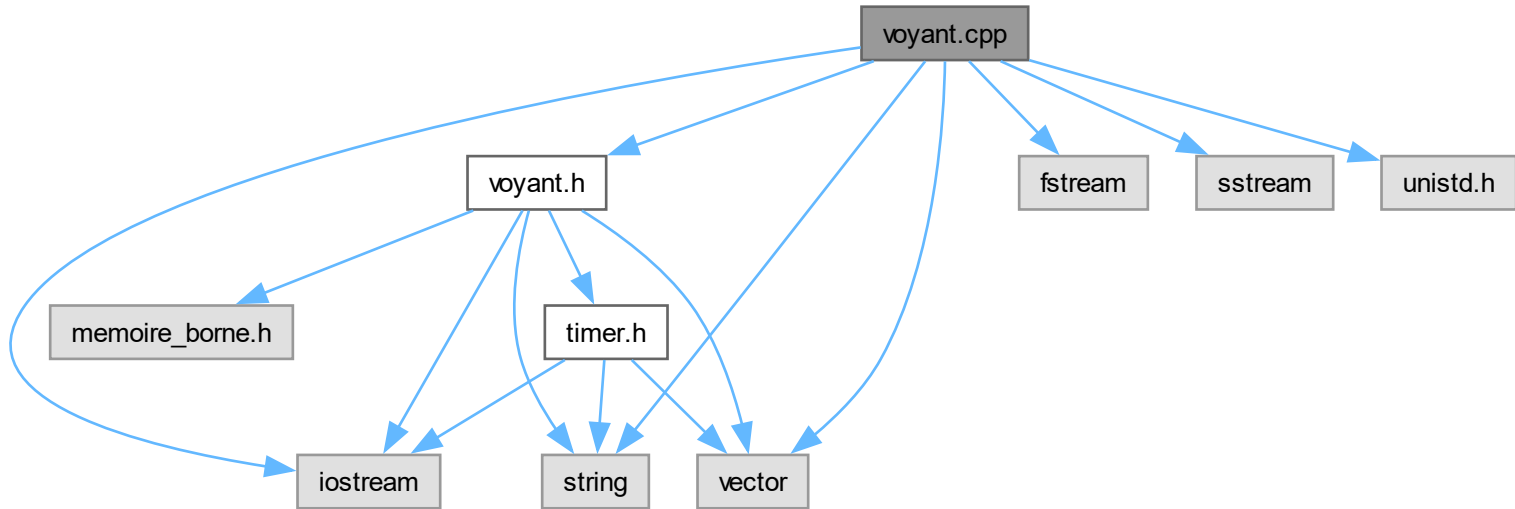 voyant.cpp
voyant.h
fstream
sstream
unistd.h
memoire_borne.h
timer.h
iostream
string
vector